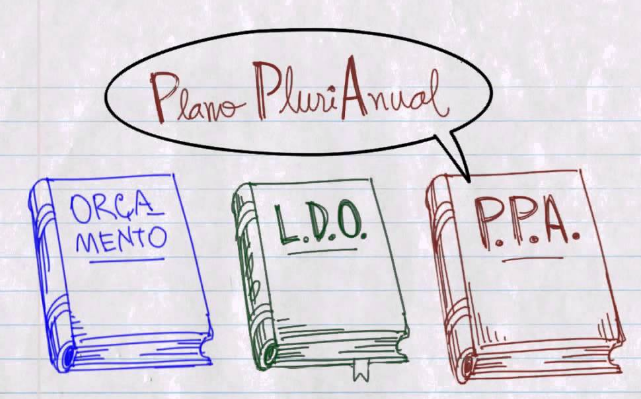 Plano PluriAnual
ORÇA
MENTO
L.D.O.
P.P.A.